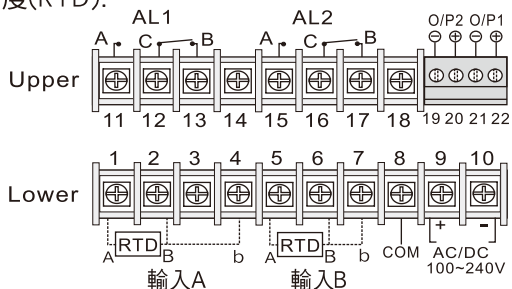 度(RTD):
AL1 AL2 O/P2 O/P1
A C B A C B ⊖ ⊕ ⊖ ⊕
Upper
11 12 13 14 15 16 17 18 19 20 21 22
1 2 3 4 5 6 7 8 9 10
Lower
+ -
RTD RTD
A B b A B b COM AC/DC
100~240V
輸入A 輸入B